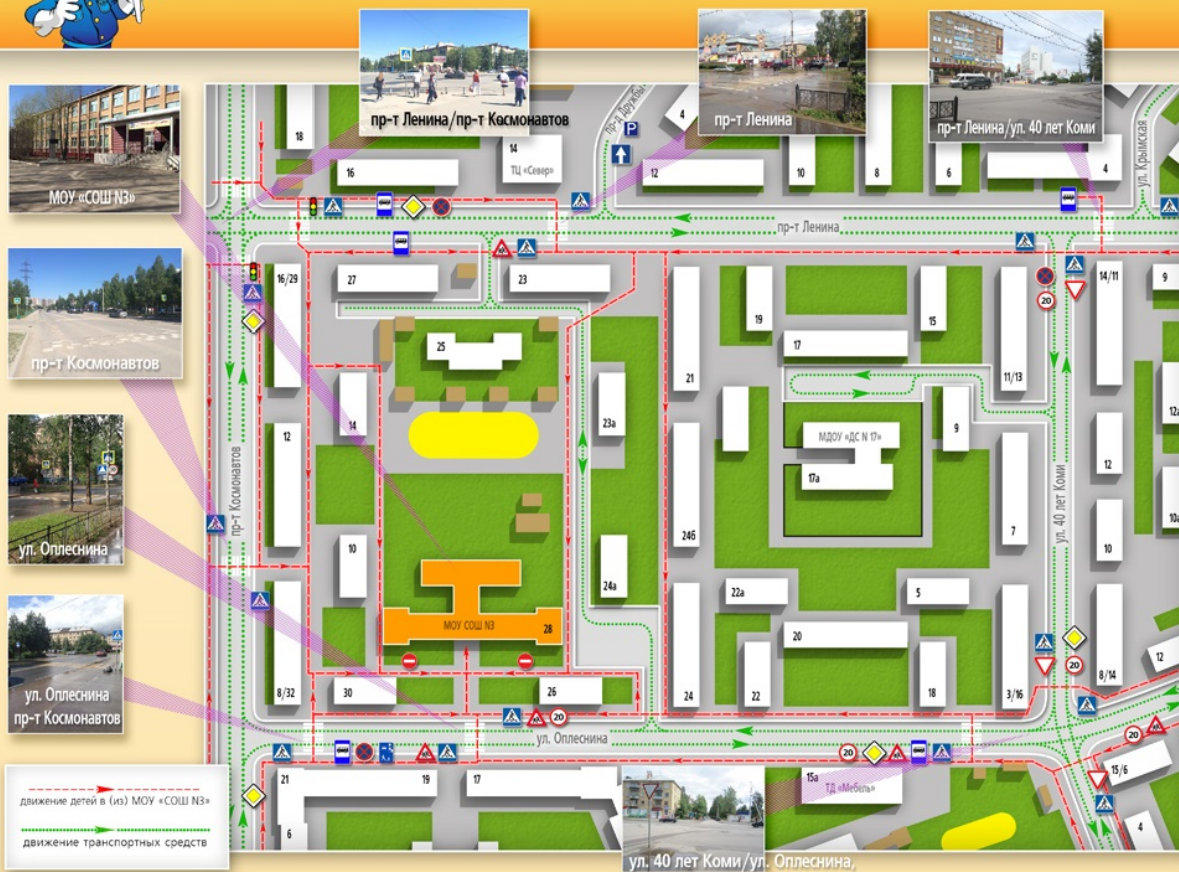 пр-т Ленина/пр-т Космонавтов
пр-т Ленина
пр-т Ленина/ул. 40 лет Коми
МОУ «СОШ N3»
пр-т Космонавтов
ул. Оплеснина
ул. Оплеснина
пр-т Космонавтов
18
16
14
ТЦ «Север»
пр-д Дружбы
P
4
12
10
8
6
4
ул. Крымская
пр-т Ленина
16/29
27
23
25
14
12
10
8/32
30
26
МОУ СОШ N3
28
23а
24а
21
24б
24
19
17
15
11/13
МДОУ «ДС N 17»
17а
9
7
22а
5
20
22
18
3/16
14/11
9
12
12а
10
10а
8/14
12
20
20
20
20
20
пр-т Космонавтов
ул. 40 лет Коми
ул. Оплеснина
21
19
17
6
15а
ТД «Мебель»
15/6
4
движение детей в (из) МОУ «СОШ N3»
движение транспортных средств
ул. 40 лет Коми/ул. Оплеснина,